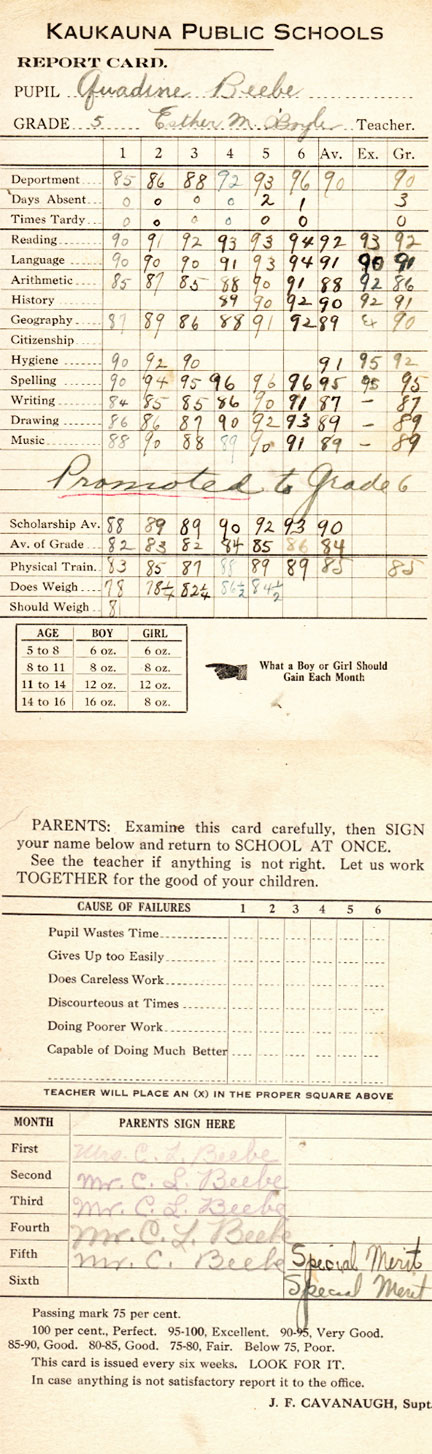 KAUKAUNA PUBLIC SCHOOLS
REPORT CARD.
PUPIL Quadine Beebe
GRADE 5 Esther M. Teacher.
1 2 3 4 5 6 Av. Ex. Gr.
Deportment 85 86 88 92 93 96 90 90
Days Absent 0 0 0 0 2 1 3
Times Tardy 0 0 0 0 0 0 0
Reading 90 91 92 93 93 94 92 93 92
Language 90 90 90 91 93 94 91 90 91
Arithmetic 85 87 85 88 90 91 88 92 86
History 89 90 92 90 92 91
Geography 87 89 86 88 91 92 89 90
Citizenship
Hygiene 90 92 90 91 95 92
Spelling 90 94 95 96 96 96 95 95 95
Writing 84 85 85 86 90 91 87 – 87
Drawing 86 86 87 90 92 93 89 – 89
Music 88 90 88 89 90 91 89 – 89
Promoted to Grade 6
Scholarship Av. 88 89 89 90 92 93 90
Av. of Grade 82 83 82 84 85 86 84
Physical Train. 83 85 87 88 89 89 85 85
Does Weigh 78 78½ 82½ 86½ 84½
Should Weigh 81
AGE BOY GIRL
5 to 8 6 oz. 6 oz.
8 to 11 8 oz. 8 oz.
11 to 14 12 oz. 12 oz.
14 to 16 16 oz. 8 oz.
What a Boy or Girl Should
Gain Each Month
PARENTS: Examine this card carefully, then SIGN
your name below and return to SCHOOL AT ONCE.
See the teacher if anything is not right. Let us work
TOGETHER for the good of your children.
CAUSE OF FAILURES 1 2 3 4 5 6
Pupil Wastes Time
Gives Up too Easily
Does Careless Work
Discourteous at Times
Doing Poorer Work
Capable of Doing Much Better
TEACHER WILL PLACE AN (X) IN THE PROPER SQUARE ABOVE
MONTH PARENTS SIGN HERE
First Mrs. C. L. Beebe
Second Mr. C. L. Beebe
Third Mr. C. L. Beebe
Fourth Mr. C. L. Beebe
Fifth Mr. C. Beebe Special Merit
Sixth Special Merit
Passing mark 75 per cent.
100 per cent., Perfect. 95-100, Excellent. 90-95, Very Good.
85-90, Good. 80-85, Good. 75-80, Fair. Below 75, Poor.
This card is issued every six weeks. LOOK FOR IT.
In case anything is not satisfactory report it to the office.
J. F. CAVANAUGH, Supt.